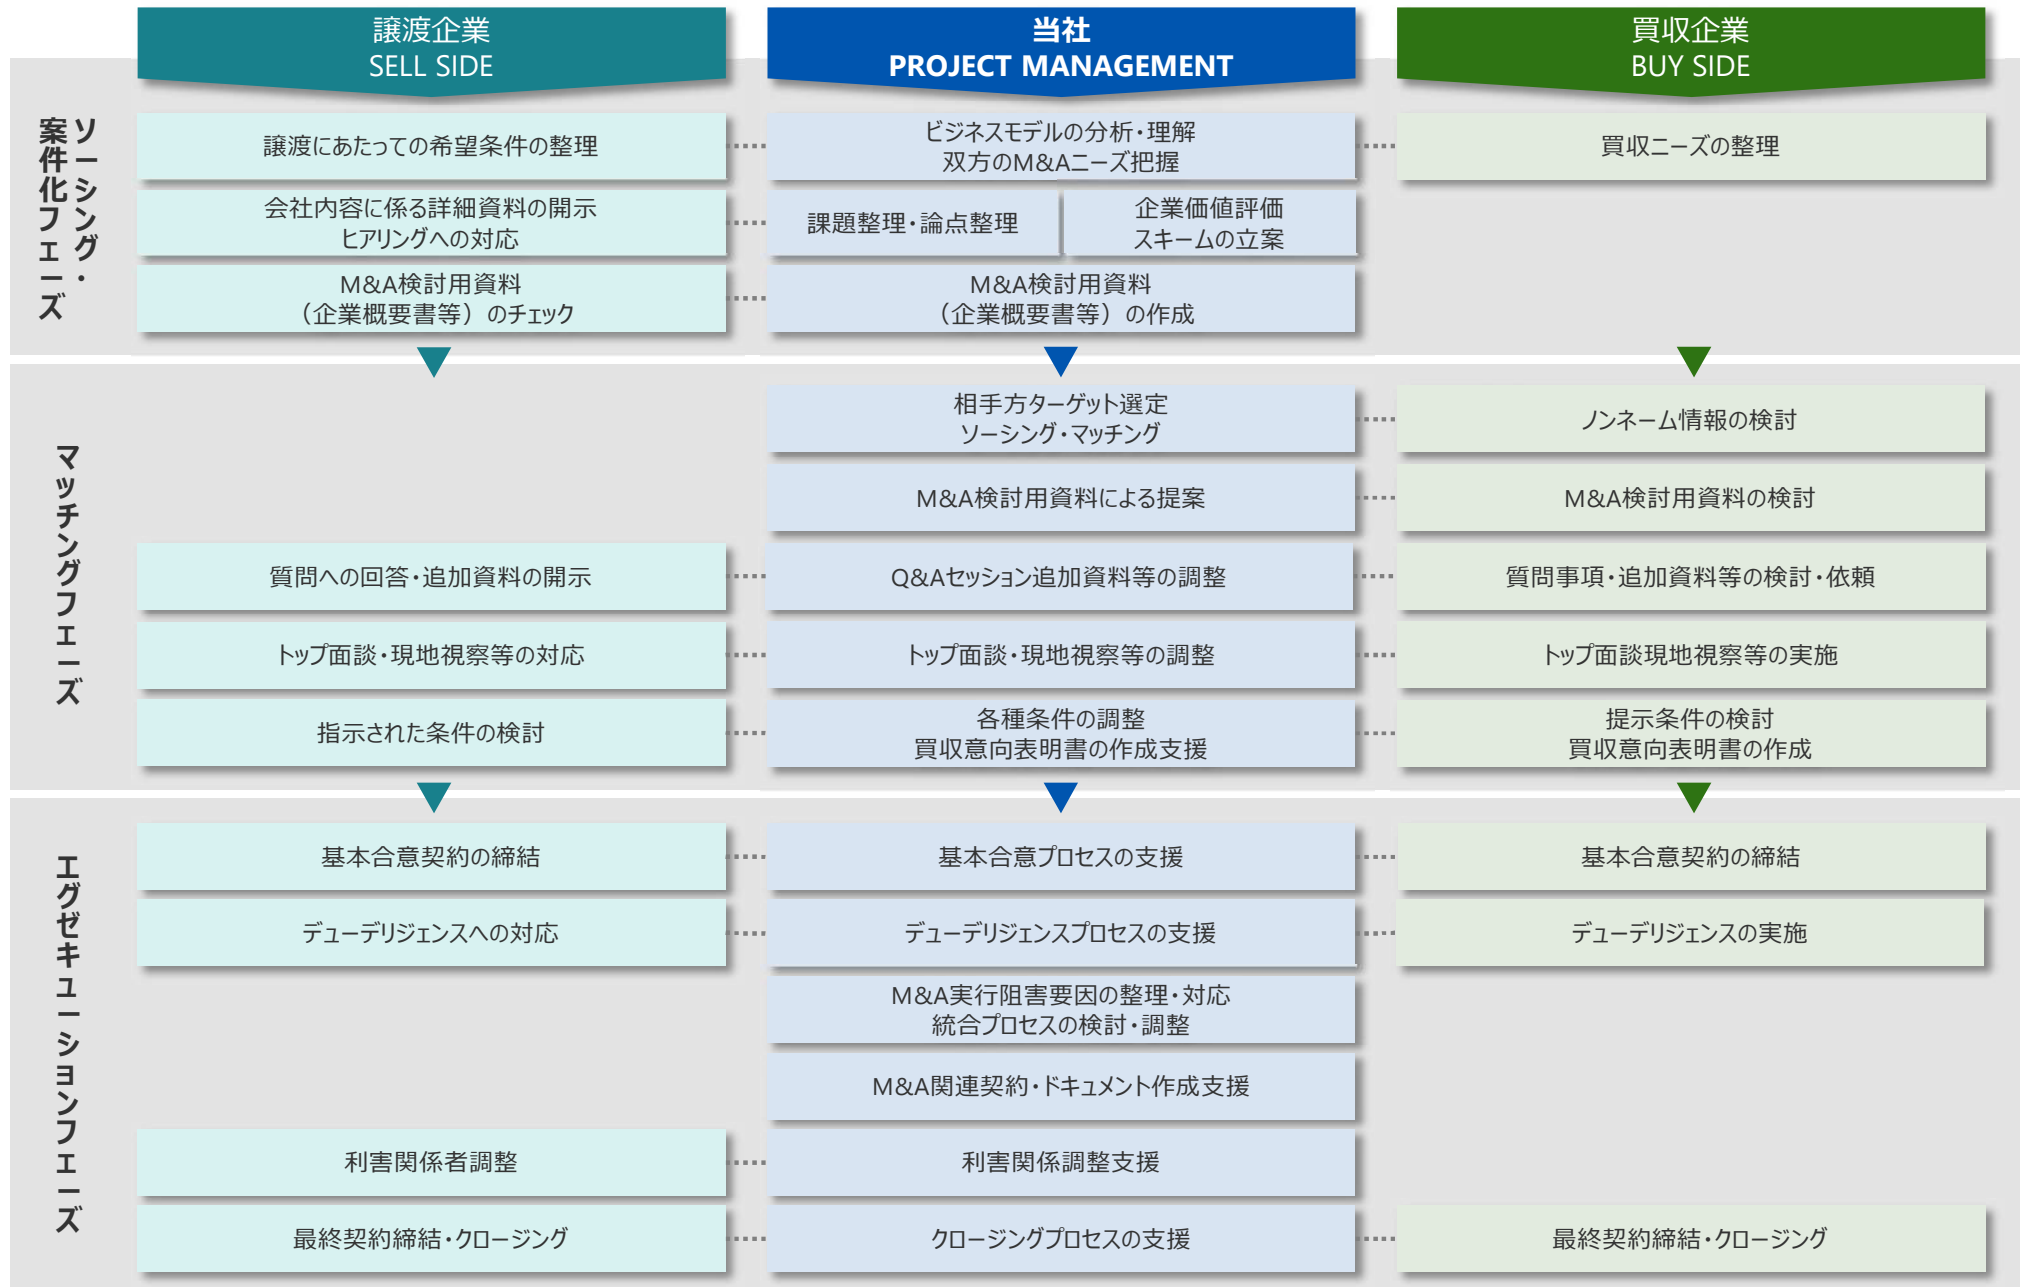 譲渡企業
SELL SIDE
当社
PROJECT MANAGEMENT
買収企業
BUY SIDE
ソーシング・
案件化フェーズ
譲渡にあたっての希望条件の整理
ビジネスモデルの分析・理解
双方のM&Aニーズ把握
買収ニーズの整理
会社内容に係る詳細資料の開示
ヒアリングへの対応
課題整理・論点整理
企業価値評価
スキームの立案
M&A検討用資料
（企業概要書等）のチェック
M&A検討用資料
（企業概要書等）の作成
マッチングフェーズ
相手方ターゲット選定
ソーシング・マッチング
ノンネーム情報の検討
M&A検討用資料による提案
M&A検討用資料の検討
質問への回答・追加資料の開示
Q&Aセッション追加資料等の調整
質問事項・追加資料等の検討・依頼
トップ面談・現地視察等の対応
トップ面談・現地視察等の調整
トップ面談現地視察等の実施
指示された条件の検討
各種条件の調整
買収意向表明書の作成支援
提示条件の検討
買収意向表明書の作成
エグゼキューションフェーズ
基本合意契約の締結
基本合意プロセスの支援
基本合意契約の締結
デューデリジェンスへの対応
デューデリジェンスプロセスの支援
デューデリジェンスの実施
M&A実行阻害要因の整理・対応
統合プロセスの検討・調整
M&A関連契約・ドキュメント作成支援
利害関係者調整
利害関係調整支援
最終契約締結・クロージング
クロージングプロセスの支援
最終契約締結・クロージング